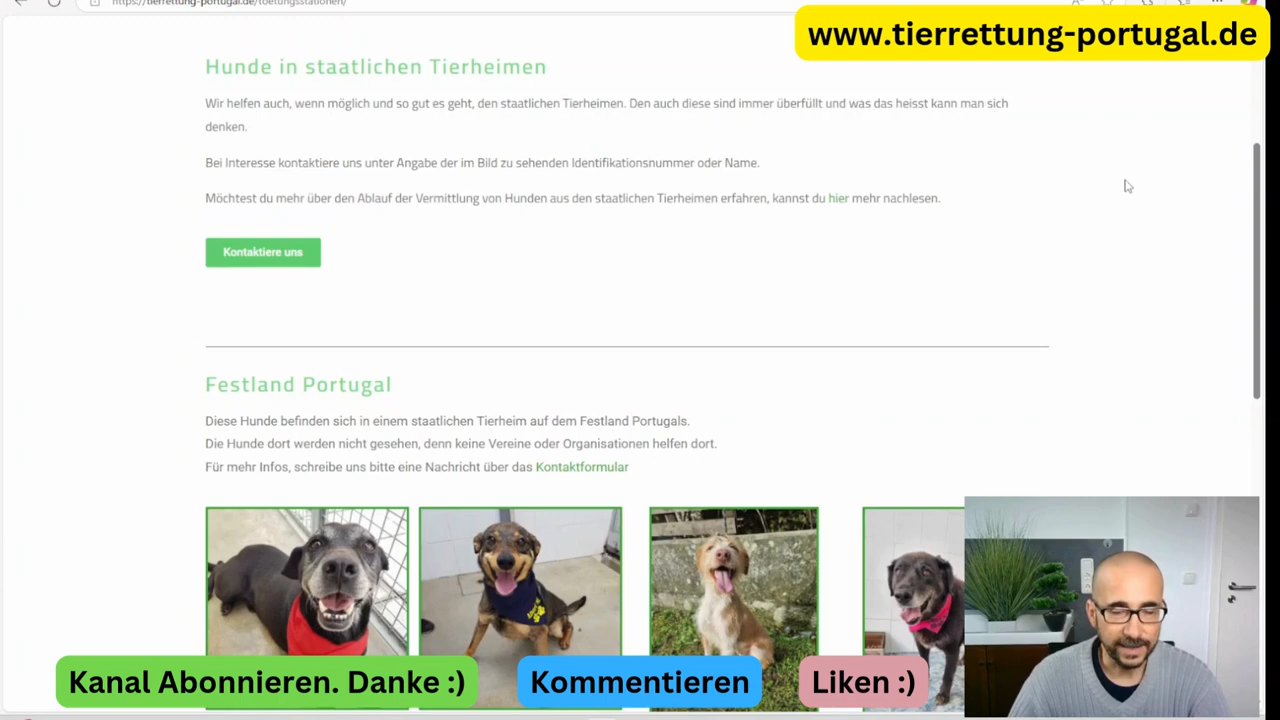 https://tierrettung-portugal.de/toetungsstationen/
www.tierrettung-portugal.de
Hunde in staatlichen Tierheimen
Wir helfen auch, wenn möglich und so gut es geht, den staatlichen Tierheimen. Den auch diese sind immer überfüllt und was das heisst kann man sich
denken.
Bei Interesse kontaktiere uns unter Angabe der im Bild zu sehenden Identifikationsnummer oder Name.
Möchtest du mehr über den Ablauf der Vermittlung von Hunden aus den staatlichen Tierheimen erfahren, kannst du hier mehr nachlesen.
Kontaktiere uns
Festland Portugal
Diese Hunde befinden sich in einem staatlichen Tierheim auf dem Festland Portugals.
Die Hunde dort werden nicht gesehen, denn keine Vereine oder Organisationen helfen dort.
Für mehr Infos, schreibe uns bitte eine Nachricht über das Kontaktformular
Kanal Abonnieren. Danke :)
Kommentieren
Liken :)